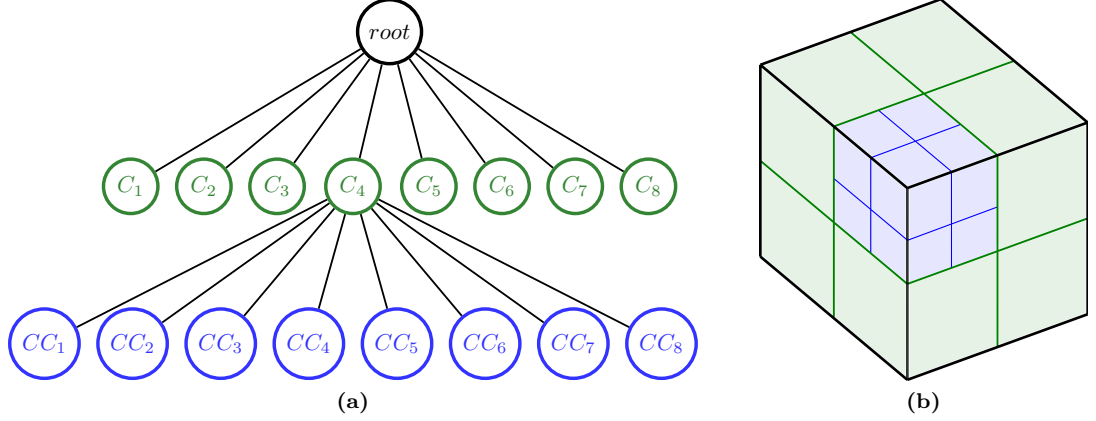 root
C₁ C₂ C₃ C₄ C₅ C₆ C₇ C₈
CC₁ CC₂ CC₃ CC₄ CC₅ CC₆ CC₇ CC₈
(a) (b)